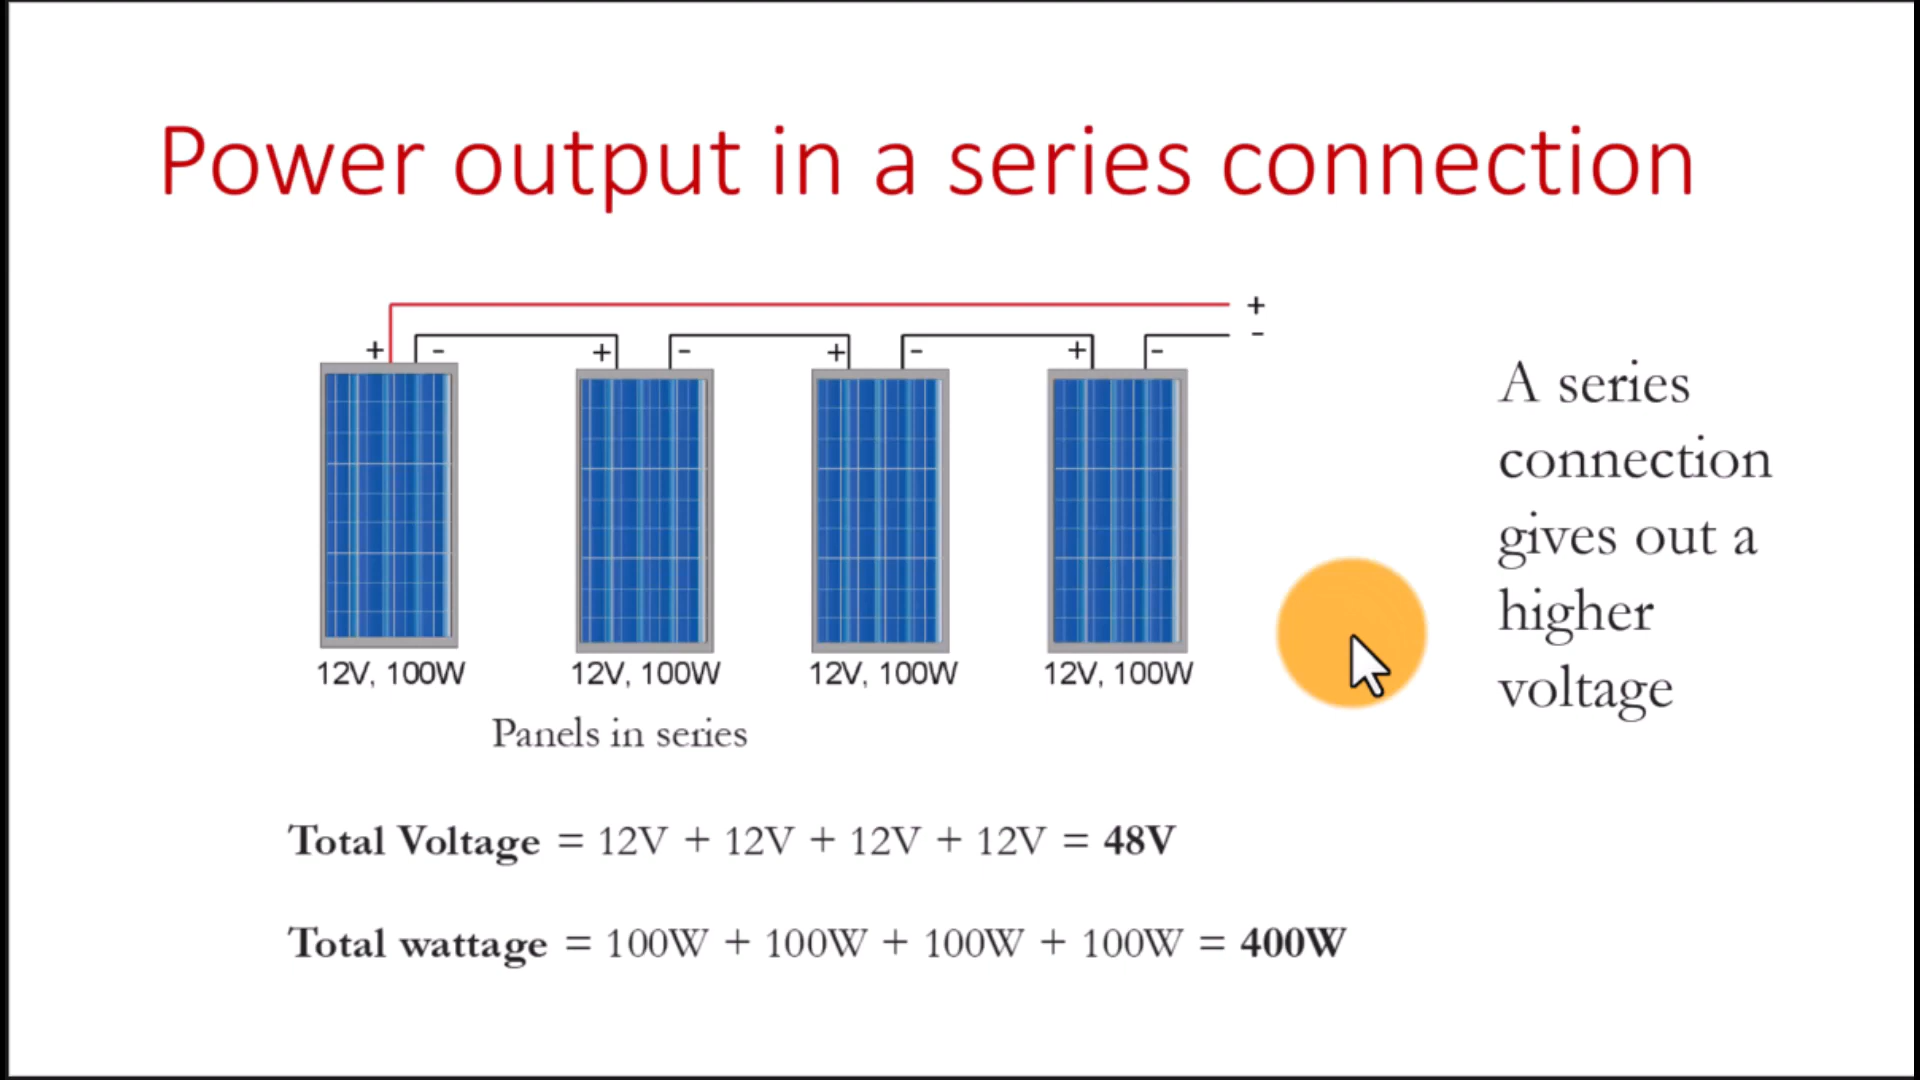 Power output in a series connection
+
-
+ - + - + - + -
12V, 100W 12V, 100W 12V, 100W 12V, 100W
Panels in series
A series
connection
gives out a
higher
voltage
Total Voltage = 12V + 12V + 12V + 12V = 48V
Total wattage = 100W + 100W + 100W + 100W = 400W